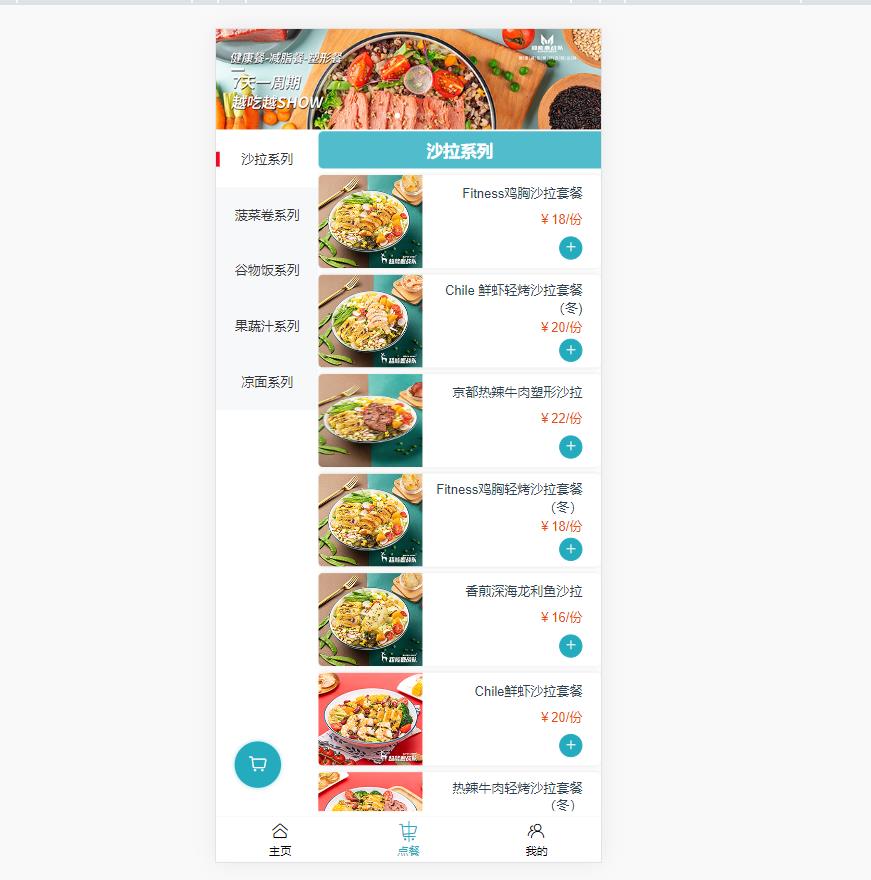 健康餐-减脂餐-塑形餐
7天一周期
越吃越SHOW
沙拉系列
菠菜卷系列
谷物饭系列
果蔬汁系列
凉面系列
沙拉系列
Fitness鸡胸沙拉套餐
￥18/份
Chile 鲜虾轻烤沙拉套餐
（冬）
￥20/份
京都热辣牛肉塑形沙拉
￥22/份
Fitness鸡胸轻烤沙拉套餐
（冬）
￥18/份
香煎深海龙利鱼沙拉
￥16/份
Chile鲜虾沙拉套餐
￥20/份
热辣牛肉轻烤沙拉套餐
（冬）
主页
点餐
我的